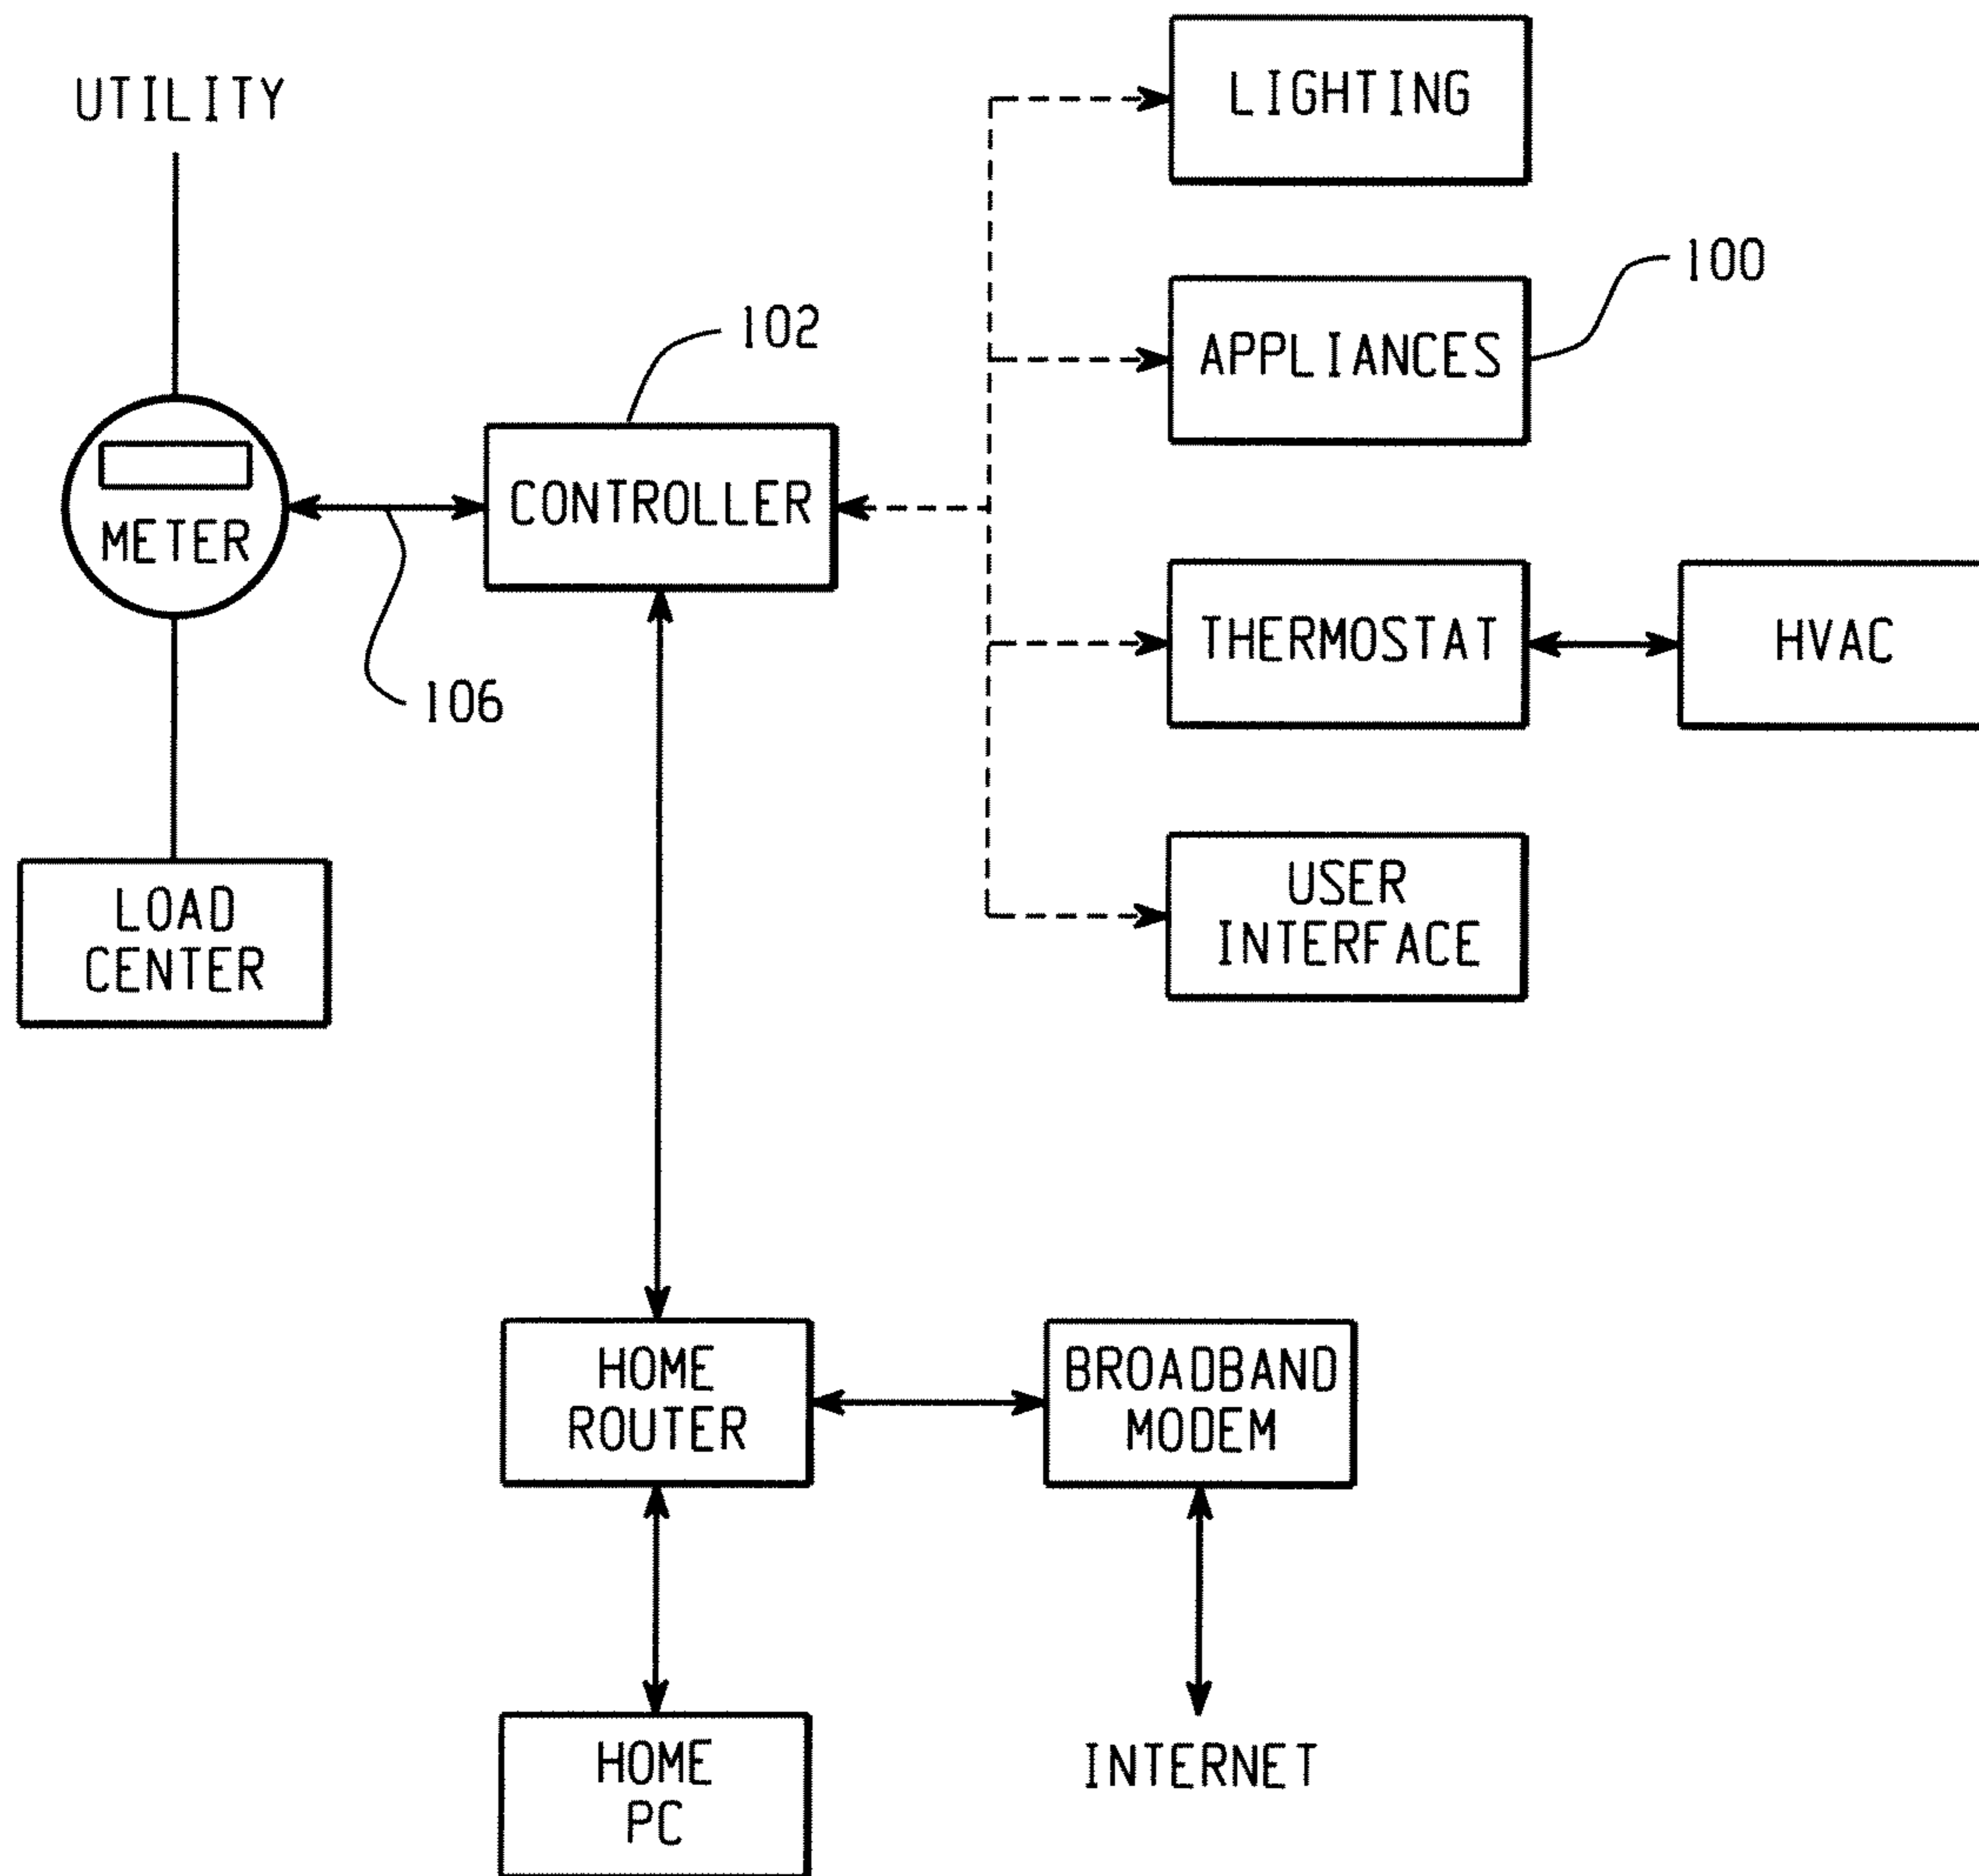 UTILITY
LIGHTING
100
102
APPLIANCES
CONTROLLER
METER
THERMOSTAT
HVAC
106
USER
INTERFACE
LOAD
CENTER
HOME
ROUTER
BROADBAND
MODEM
HOME
PC
INTERNET